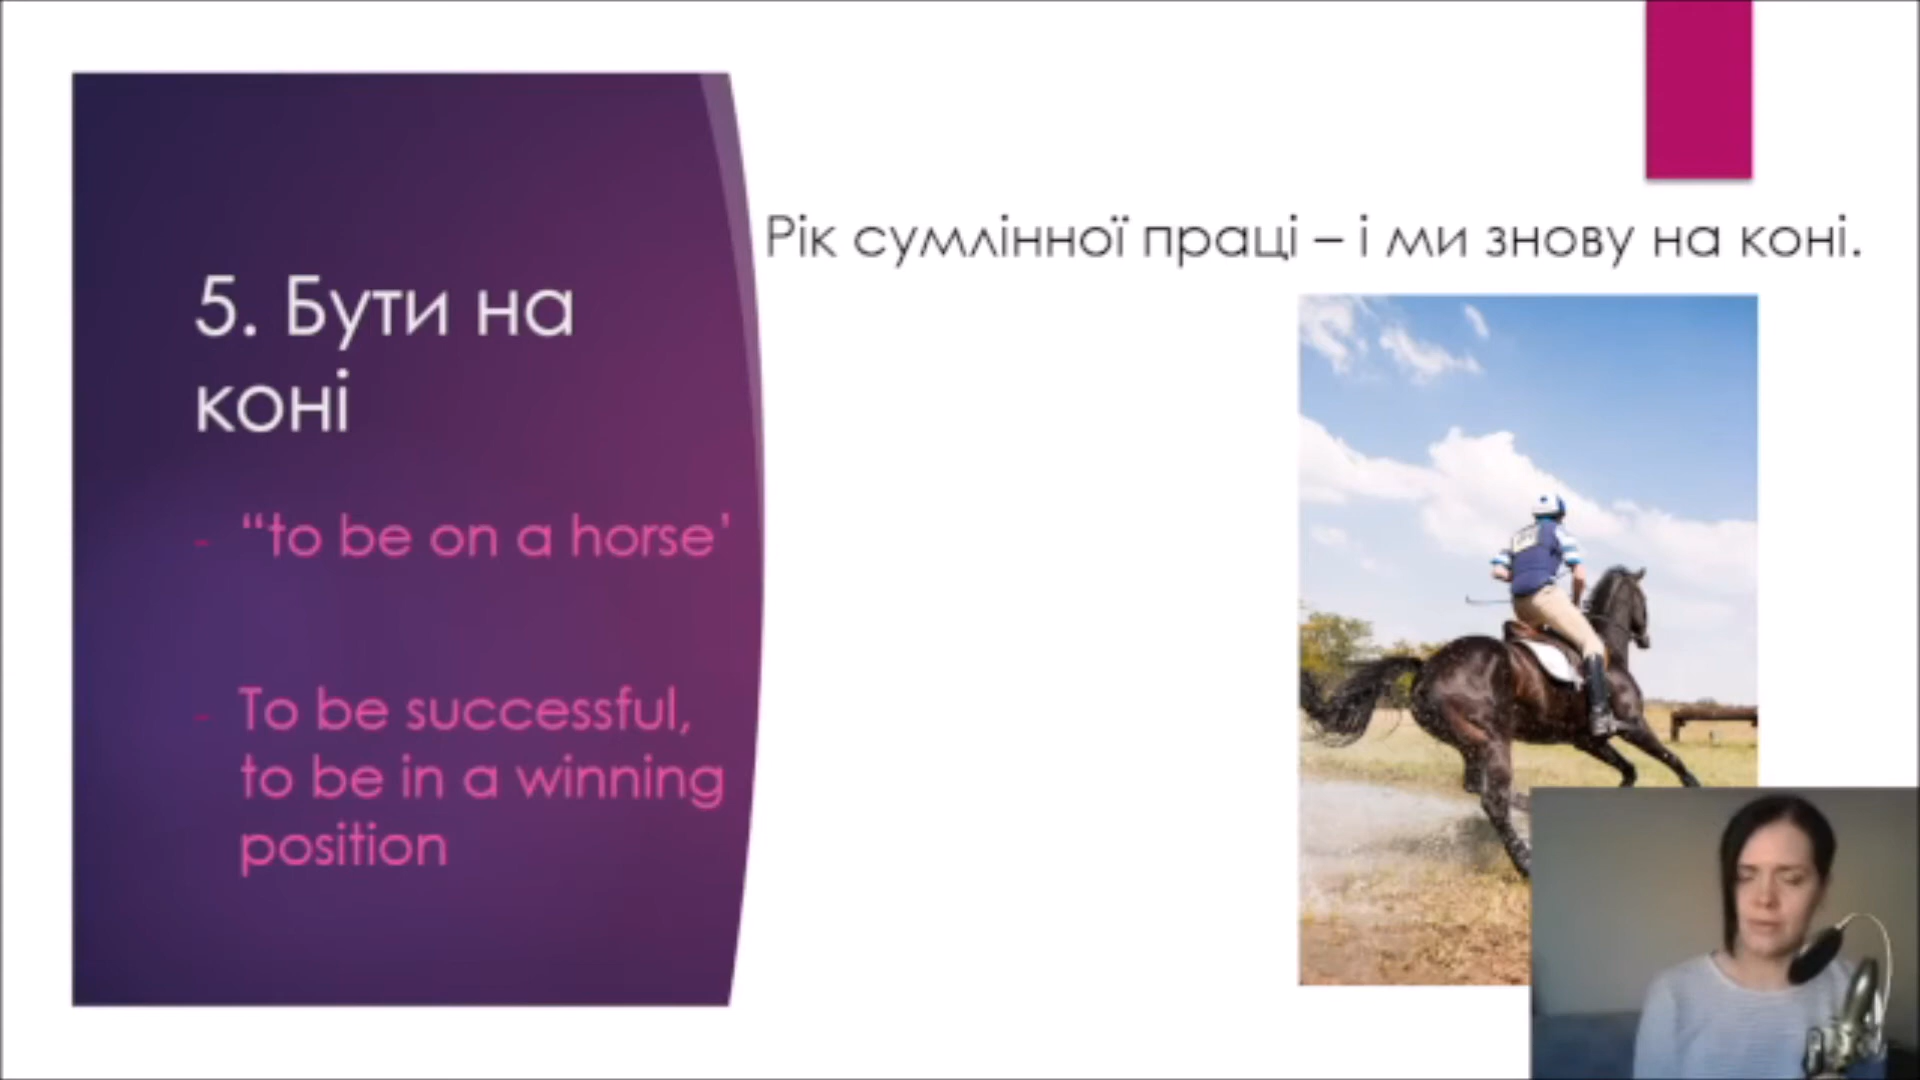 5. Бути на
коні
- “to be on a horse’
- To be successful,
to be in a winning
position
Рік сумлінної праці – і ми знову на коні.